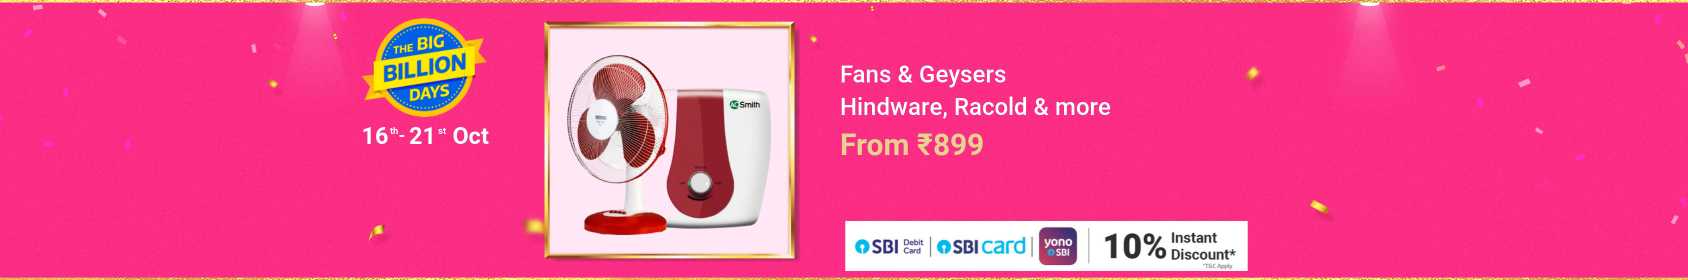 THE BIG
BILLION
DAYS
16th- 21st Oct
AO Smith
Fans & Geysers
Hindware, Racold & more
From ₹899
SBI Debit Card
SBI card
yono SBI
10% Instant Discount*
*T&C Apply